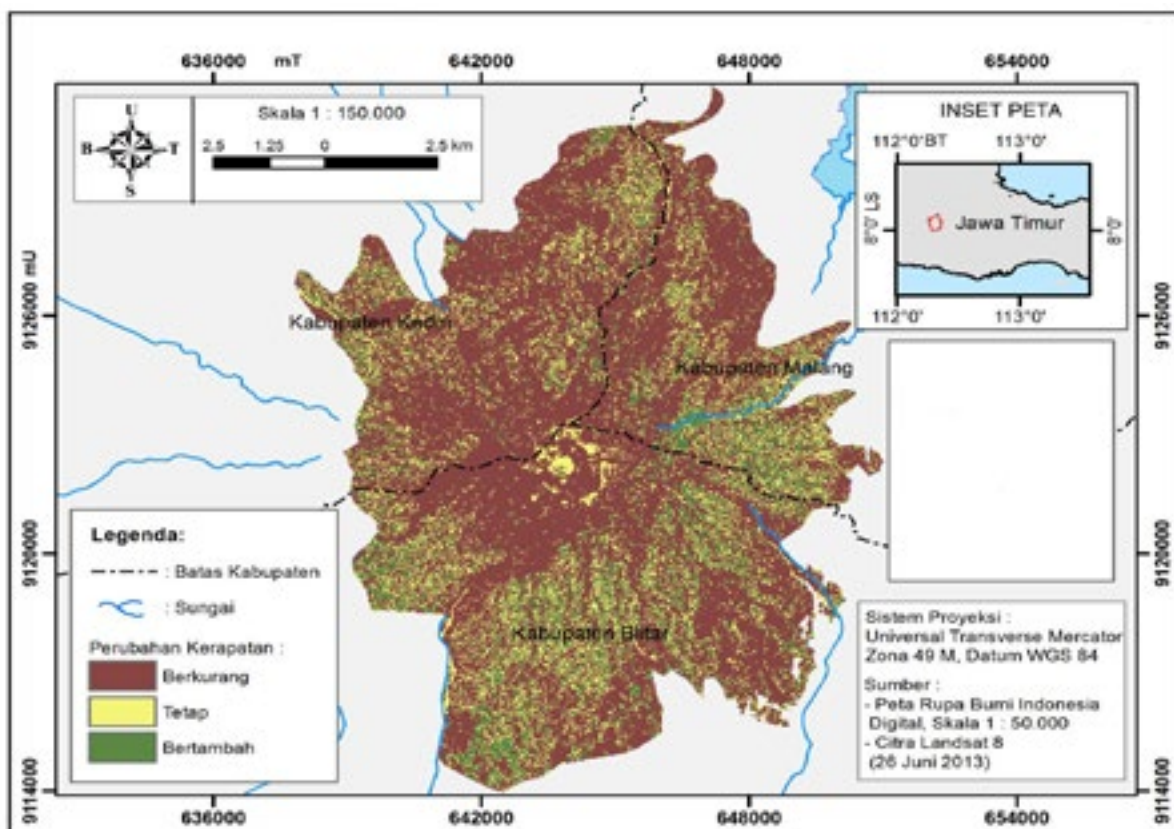 636000 mT 642000 648000 654000
U
B T
S
Skala 1 : 150.000
2.5 1.25 0 2.5 km
INSET PETA
112°0'BT 113°0'
8°0' LS
Jawa Timur
8°0'
112°0' 113°0'
9126000 mU
9126000
Kabupaten Kediri
Kabupaten Malang
Kabupaten Blitar
9120000
9120000
Legenda:
: Batas Kabupaten
: Sungai
Perubahan Kerapatan :
Berkurang
Tetap
Bertambah
Sistem Proyeksi :
Universal Transverse Mercator
Zona 49 M, Datum WGS 84
Sumber :
- Peta Rupa Bumi Indonesia
Digital, Skala 1 : 50.000
- Citra Landsat 8
(26 Juni 2013)
9114000
9114000
636000 642000 648000 654000